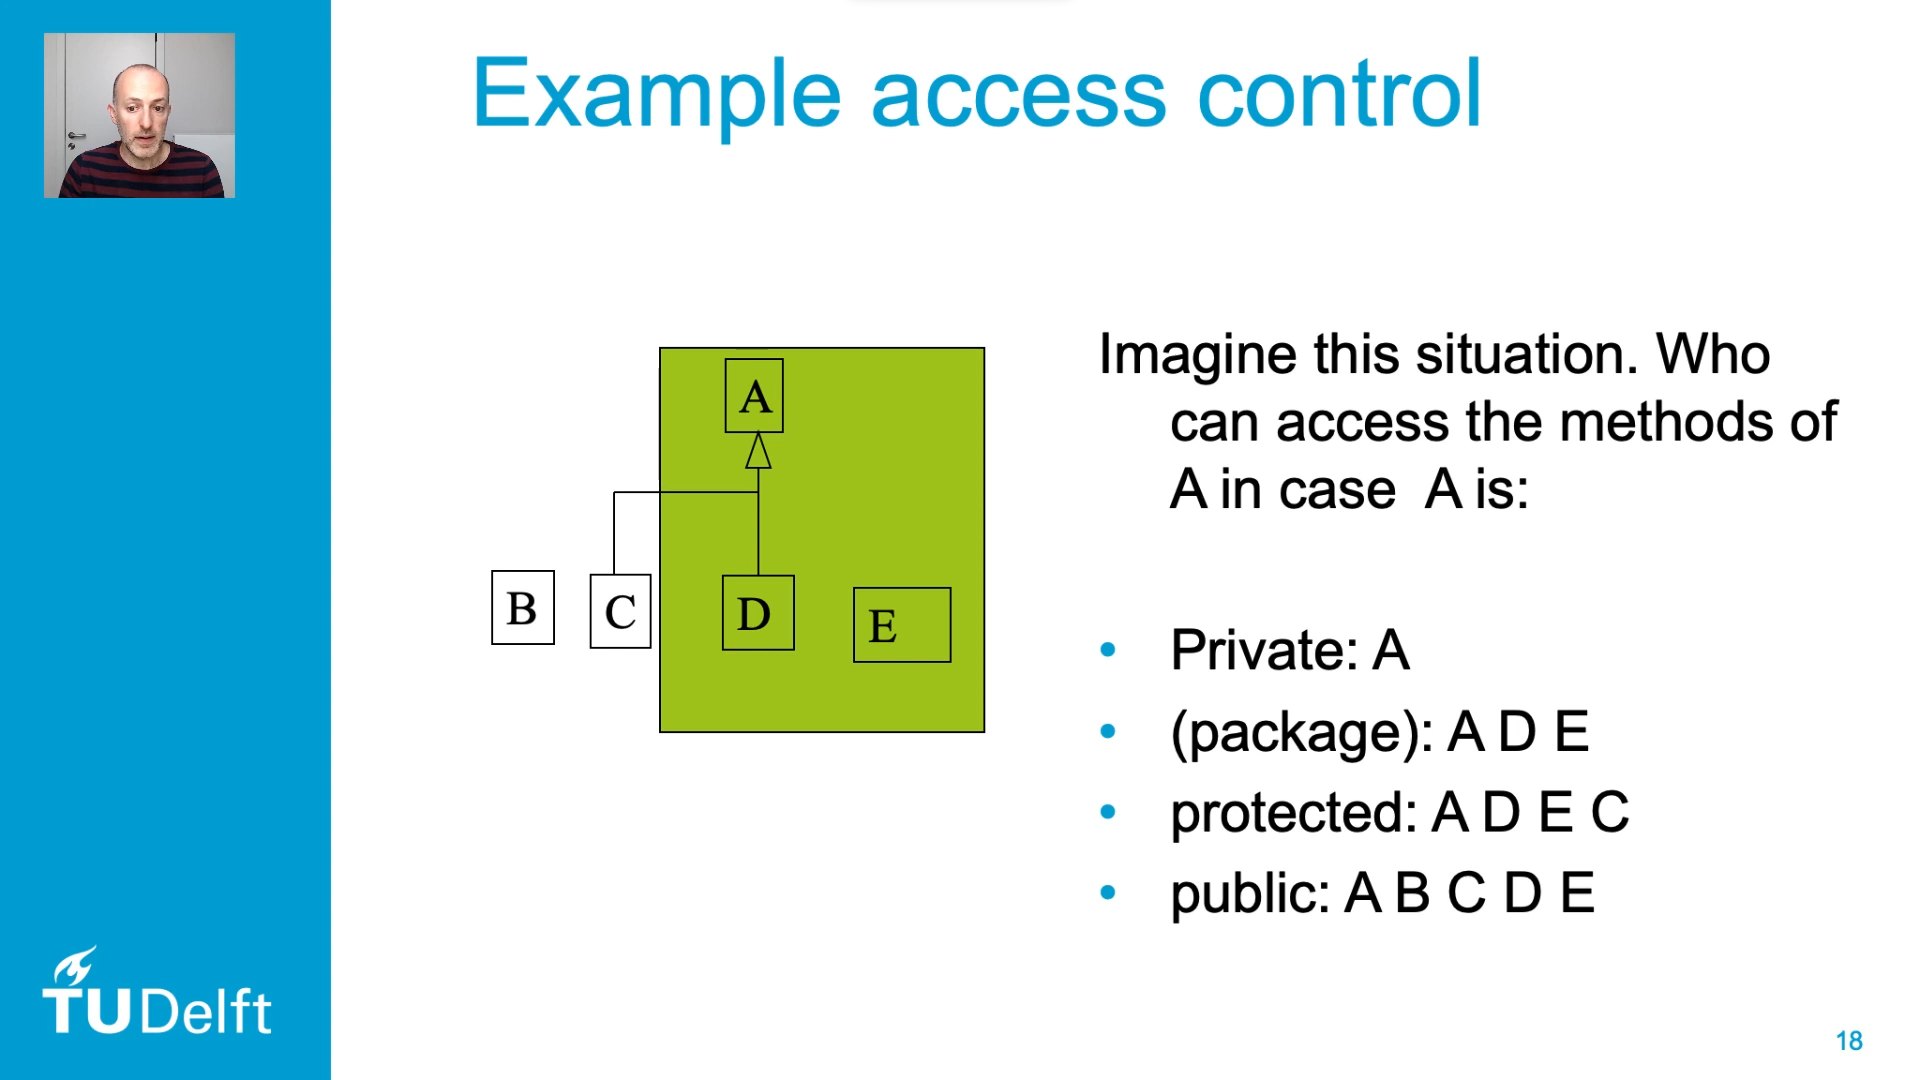 Example access control
A
B
C
D
E
Imagine this situation. Who
can access the methods of
A in case A is:
• Private: A
• (package): A D E
• protected: A D E C
• public: A B C D E
TUDelft
18